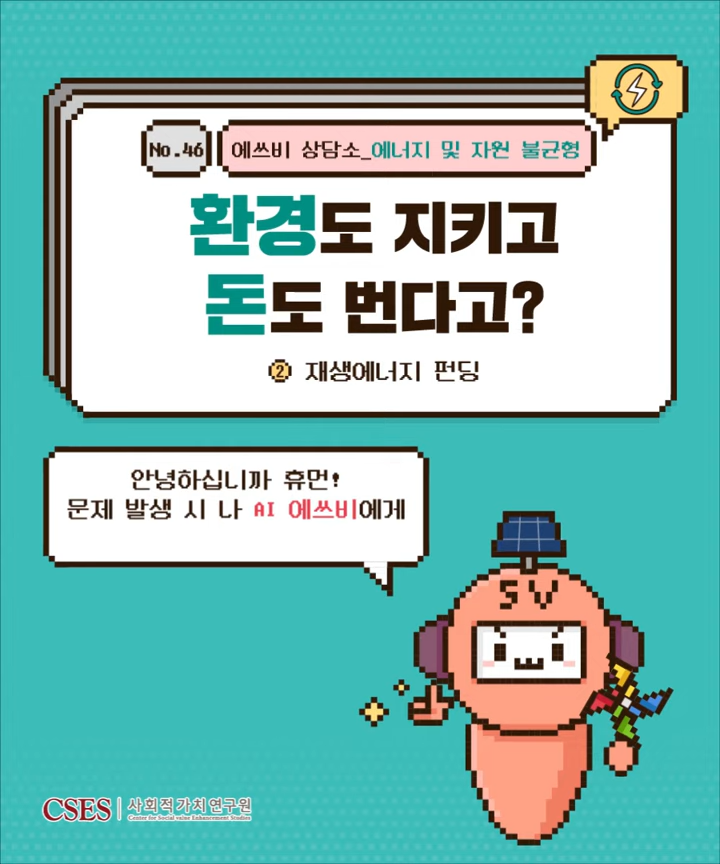 No.46
에쓰비 상담소_에너지 및 자원 불균형
환경도 지키고
돈도 번다고?
2 재생에너지 펀딩
안녕하십니까 휴먼!
문제 발생 시 나 AI 에쓰비에게
SV
CSES 사회적가치연구원
Center for Social value Enhancement Studies